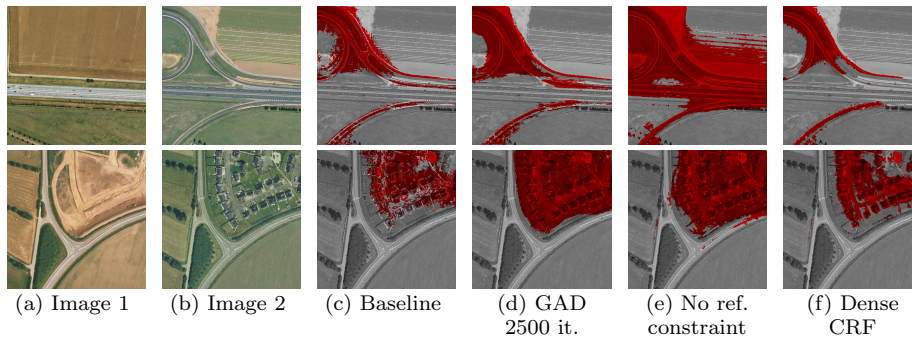 (a) Image 1
(b) Image 2
(c) Baseline
(d) GAD
2500 it.
(e) No ref.
constraint
(f) Dense
CRF